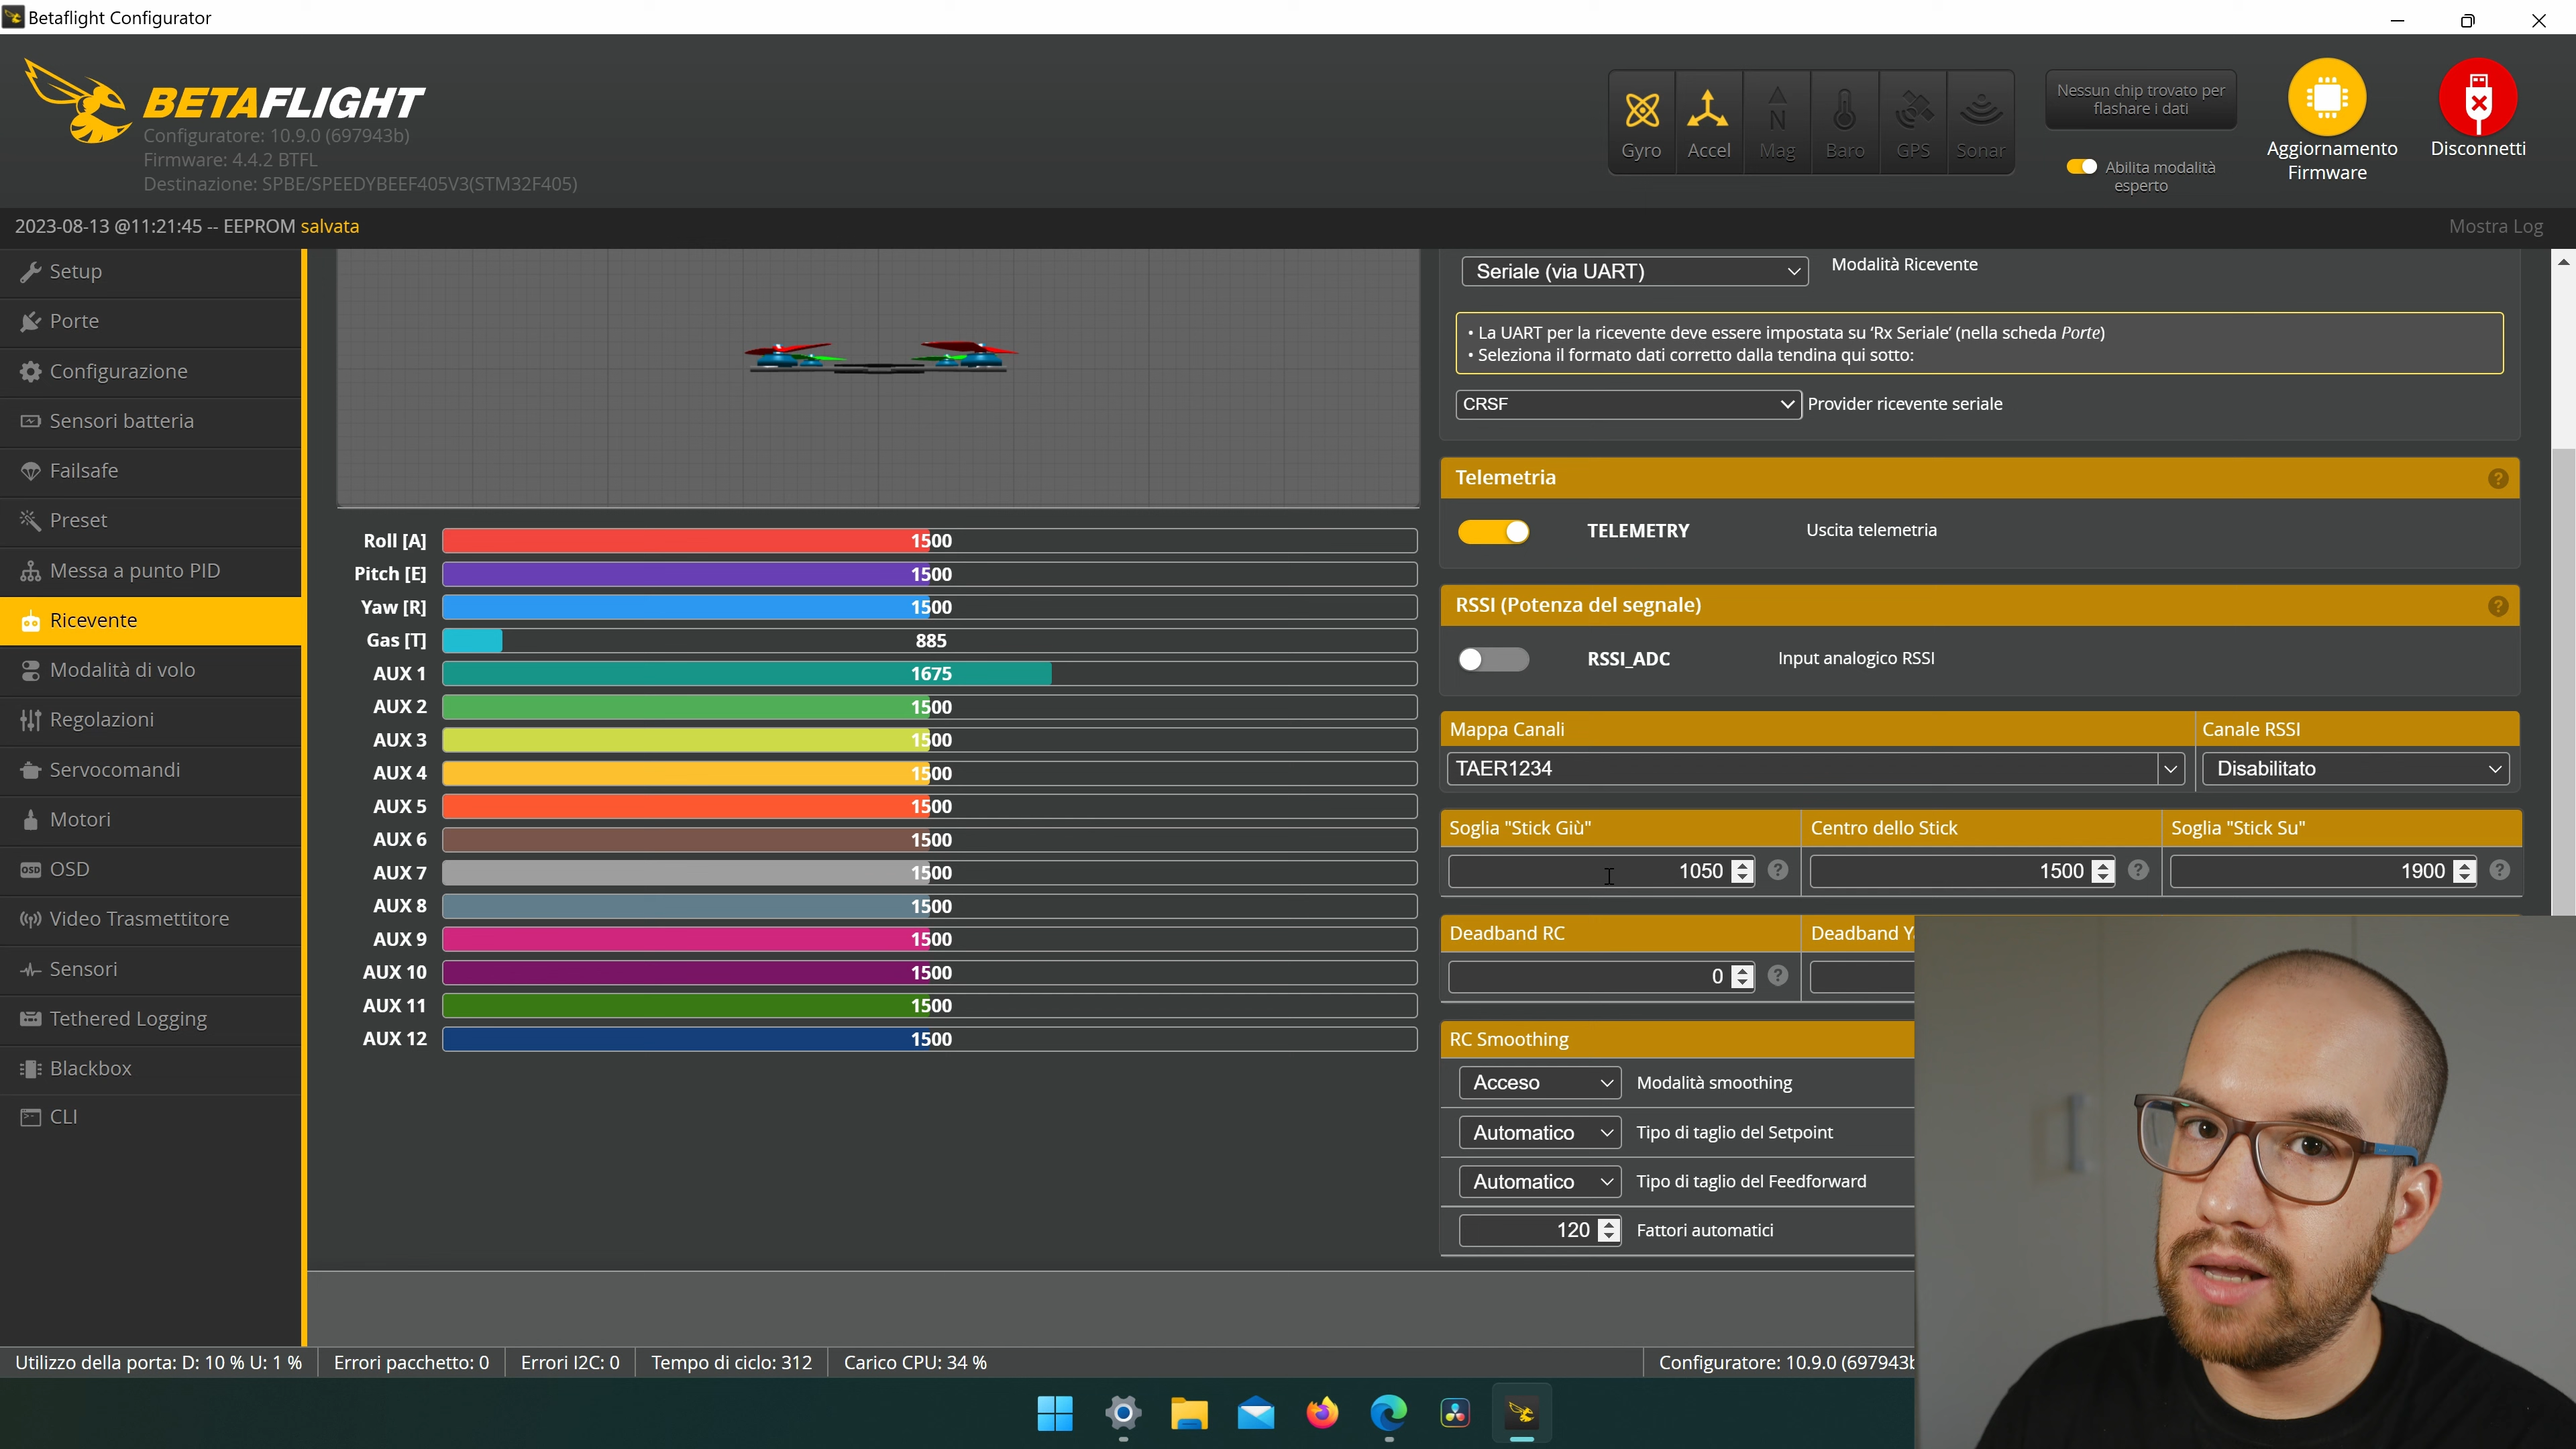 Betaflight Configurator
BETAFLIGHT
Configuratore: 10.9.0 (697943b)
Firmware: 4.4.2 BTFL
Destinazione: SPBE/SPEEDYBEEF405V3(STM32F405)
Gyro
Accel
Mag
Baro
GPS
Sonar
Nessun chip trovato per
flashare i dati
Abilita modalità
esperto
Aggiornamento
Firmware
Disconnetti
2023-08-13 @11:21:45 -- EEPROM salvata
Mostra Log
Setup
Porte
Configurazione
Sensori batteria
Failsafe
Preset
Messa a punto PID
Ricevente
Modalità di volo
Regolazioni
Servocomandi
Motori
OSD
OSD
Video Trasmettitore
Sensori
Tethered Logging
Blackbox
CLI
Roll [A] 1500
Pitch [E] 1500
Yaw [R] 1500
Gas [T] 885
AUX 1 1675
AUX 2 1500
AUX 3 1500
AUX 4 1500
AUX 5 1500
AUX 6 1500
AUX 7 1500
AUX 8 1500
AUX 9 1500
AUX 10 1500
AUX 11 1500
AUX 12 1500
Seriale (via UART) Modalità Ricevente
• La UART per la ricevente deve essere impostata su ‘Rx Seriale’ (nella scheda Porte)
• Seleziona il formato dati corretto dalla tendina qui sotto:
CRSF Provider ricevente seriale
Telemetria ?
TELEMETRY Uscita telemetria
RSSI (Potenza del segnale) ?
RSSI_ADC Input analogico RSSI
Mappa Canali Canale RSSI
TAER1234 Disabilitato
Soglia "Stick Giù" Centro dello Stick Soglia "Stick Su"
1050 ? 1500 ? 1900 ?
Deadband RC Deadband Y
0 ?
RC Smoothing
Acceso Modalità smoothing
Automatico Tipo di taglio del Setpoint
Automatico Tipo di taglio del Feedforward
120 Fattori automatici
Utilizzo della porta: D: 10 % U: 1 % Errori pacchetto: 0 Errori I2C: 0 Tempo di ciclo: 312 Carico CPU: 34 % Configuratore: 10.9.0 (697943b